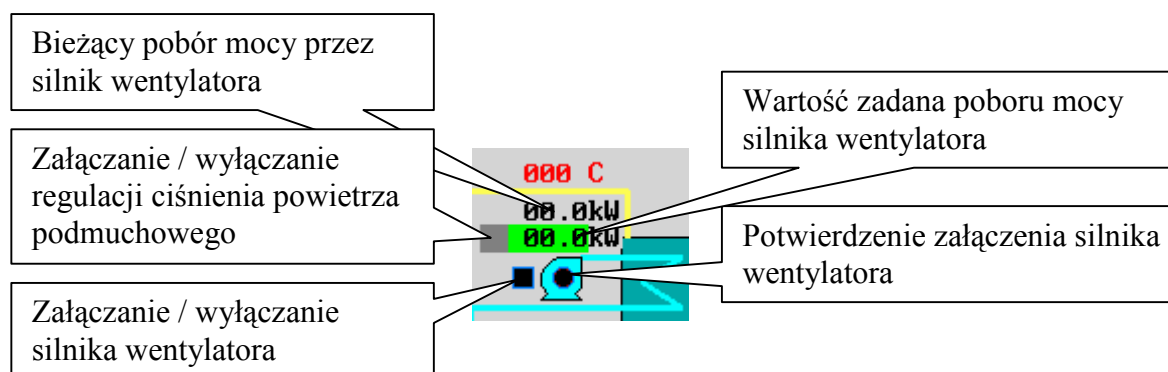 Bieżący pobór mocy przez
silnik wentylatora
Załączanie / wyłączanie
regulacji ciśnienia powietrza
podmuchowego
Załączanie / wyłączanie
silnika wentylatora
000 C
00.0kW
00.0kW
Wartość zadana poboru mocy
silnika wentylatora
Potwierdzenie załączenia silnika
wentylatora